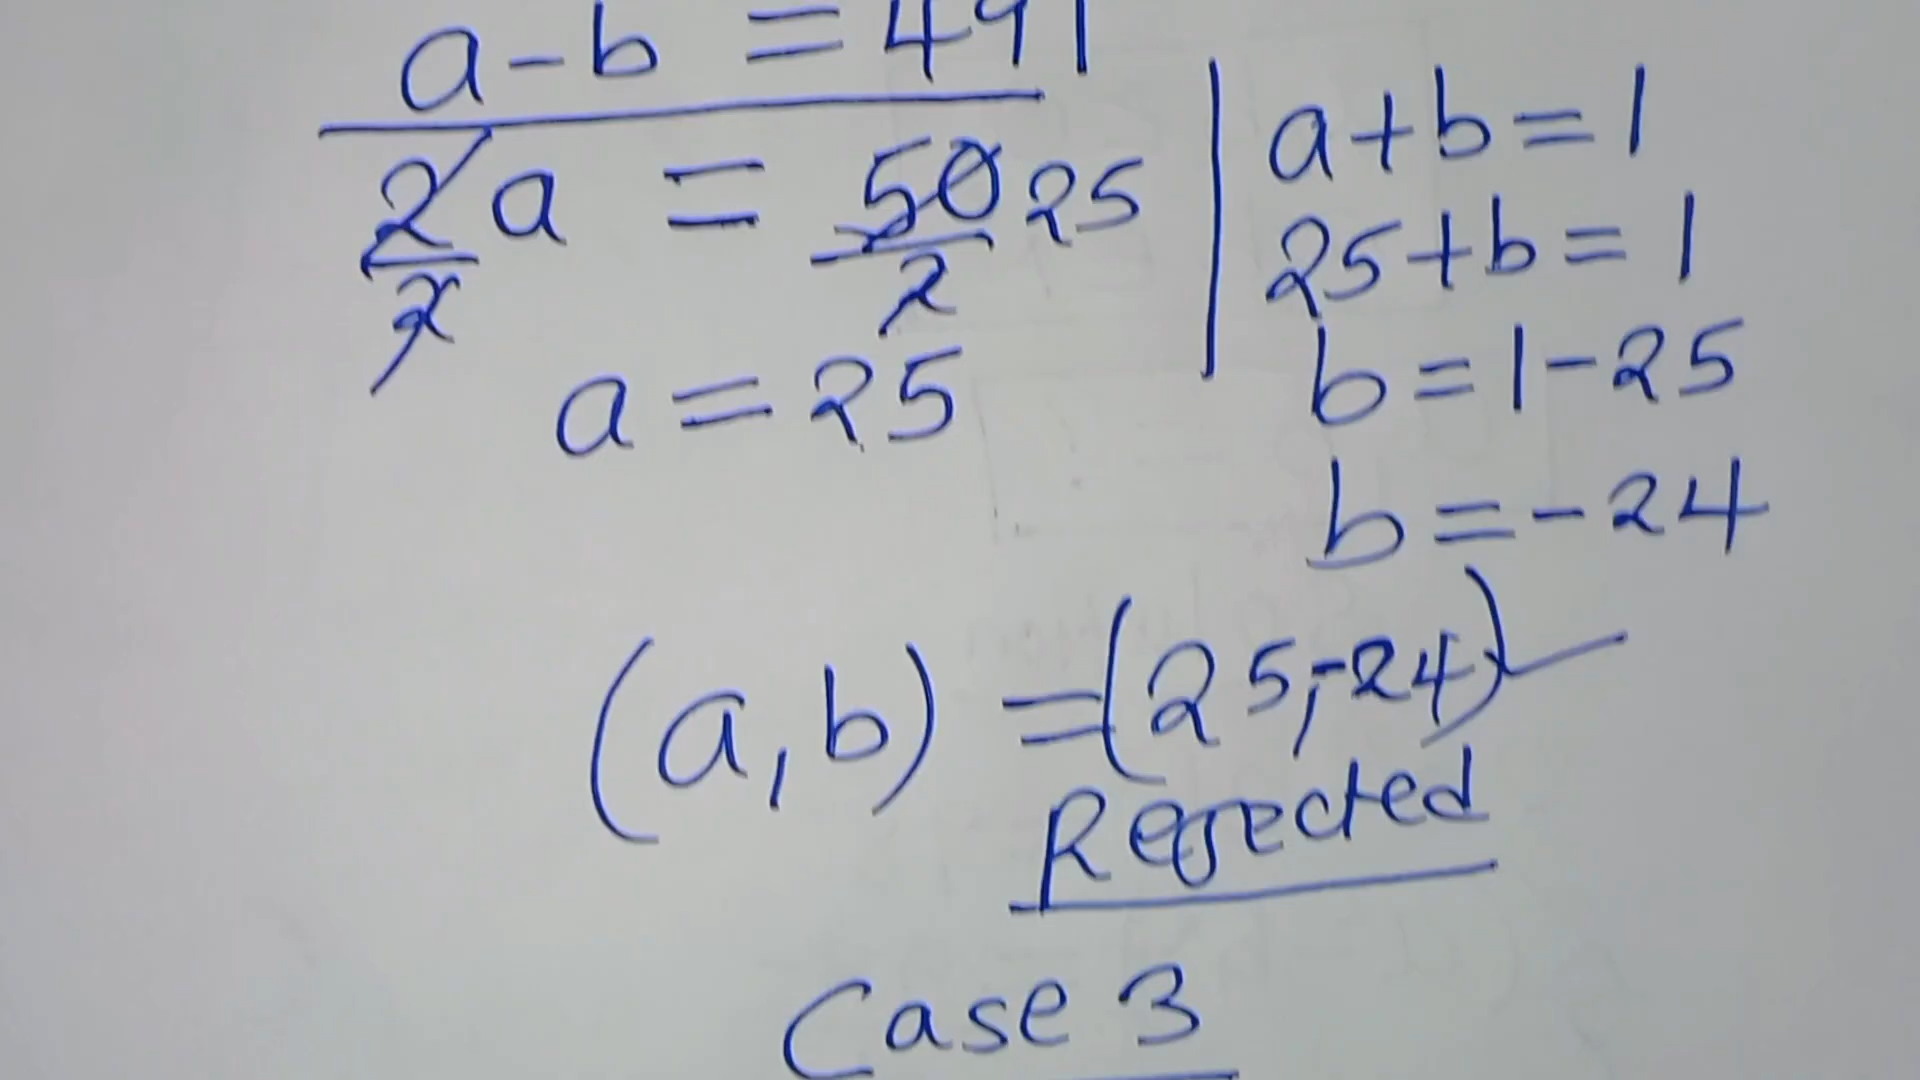 a-b = 49
2a/2 = 50/2 25
a = 25
a+b=1
25+b=1
b=1-25
b=-24
(a,b) =(25,-24)
Rejected
Case 3